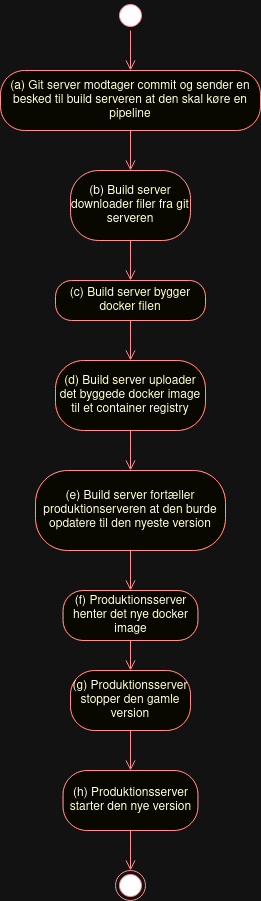 (a) Git server modtager commit og sender en
besked til build serveren at den skal køre en
pipeline
(b) Build server
downloader filer fra git
serveren
(c) Build server bygger
docker filen
(d) Build server uploader
det byggede docker image
til et container registry
(e) Build server fortæller
produktionserveren at den burde
opdatere til den nyeste version
(f) Produktionsserver
henter det nye docker
image
(g) Produktionsserver
stopper den gamle
version
(h) Produktionsserver
starter den nye version